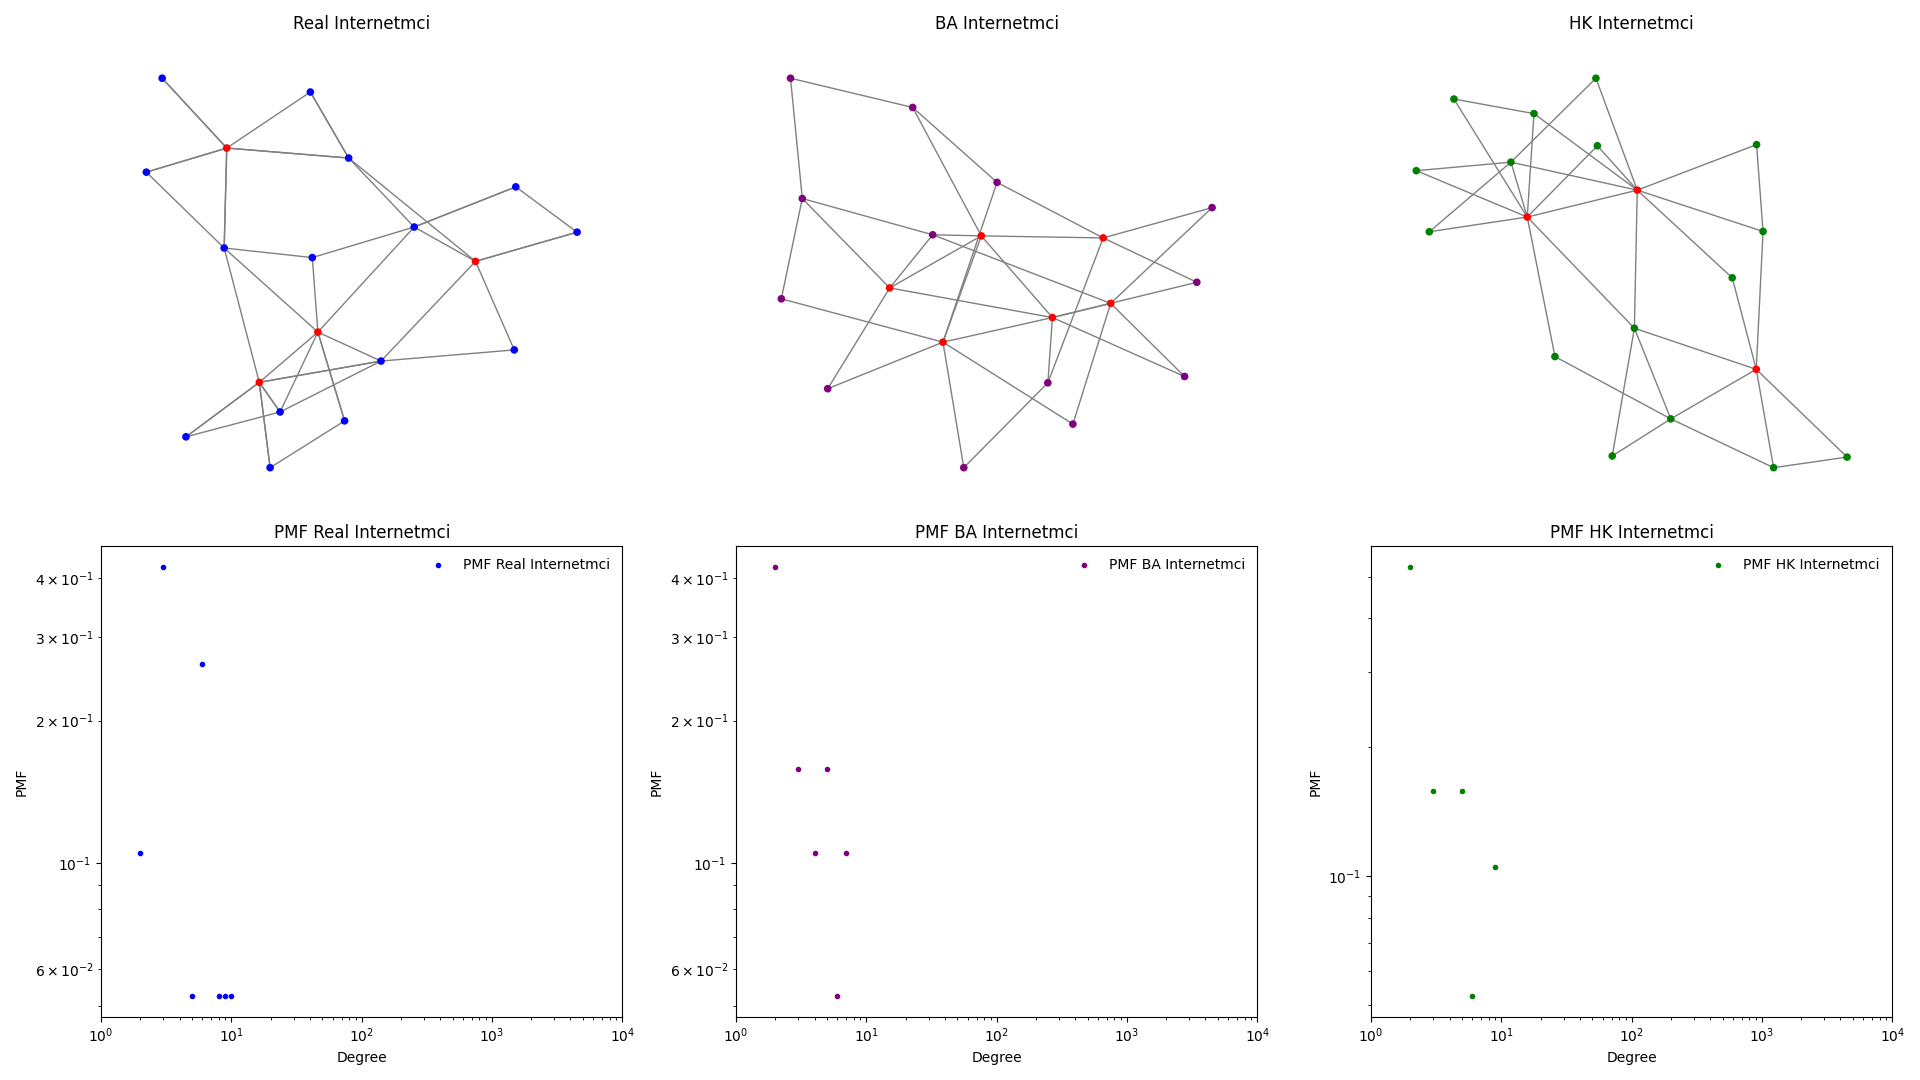 Real Internetmci
BA Internetmci
HK Internetmci
PMF Real Internetmci
PMF BA Internetmci
PMF HK Internetmci
PMF Real Internetmci
PMF BA Internetmci
PMF HK Internetmci
4 × 10⁻¹
3 × 10⁻¹
2 × 10⁻¹
10⁻¹
6 × 10⁻²
PMF
10⁰ 10¹ 10² 10³ 10⁴
Degree
4 × 10⁻¹
3 × 10⁻¹
2 × 10⁻¹
10⁻¹
6 × 10⁻²
PMF
10⁰ 10¹ 10² 10³ 10⁴
Degree
10⁻¹
PMF
10⁰ 10¹ 10² 10³ 10⁴
Degree